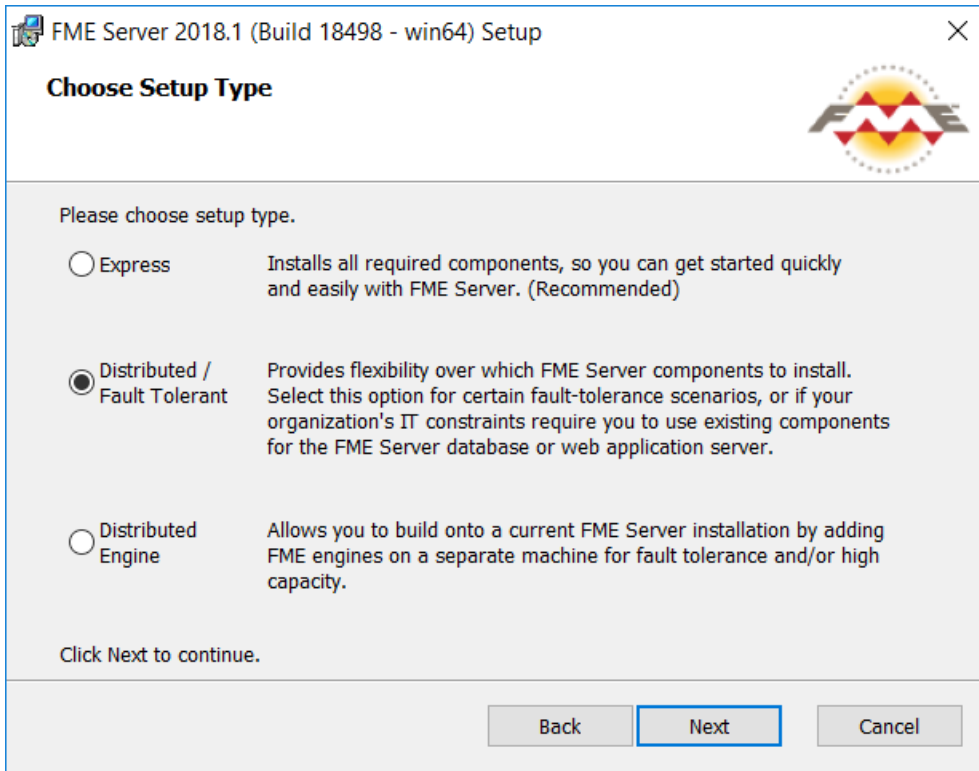 FME Server 2018.1 (Build 18498 - win64) Setup
Choose Setup Type
FME
Please choose setup type.
Express
Installs all required components, so you can get started quickly
and easily with FME Server. (Recommended)
Distributed /
Fault Tolerant
Provides flexibility over which FME Server components to install.
Select this option for certain fault-tolerance scenarios, or if your
organization's IT constraints require you to use existing components
for the FME Server database or web application server.
Distributed
Engine
Allows you to build onto a current FME Server installation by adding
FME engines on a separate machine for fault tolerance and/or high
capacity.
Click Next to continue.
Back
Next
Cancel